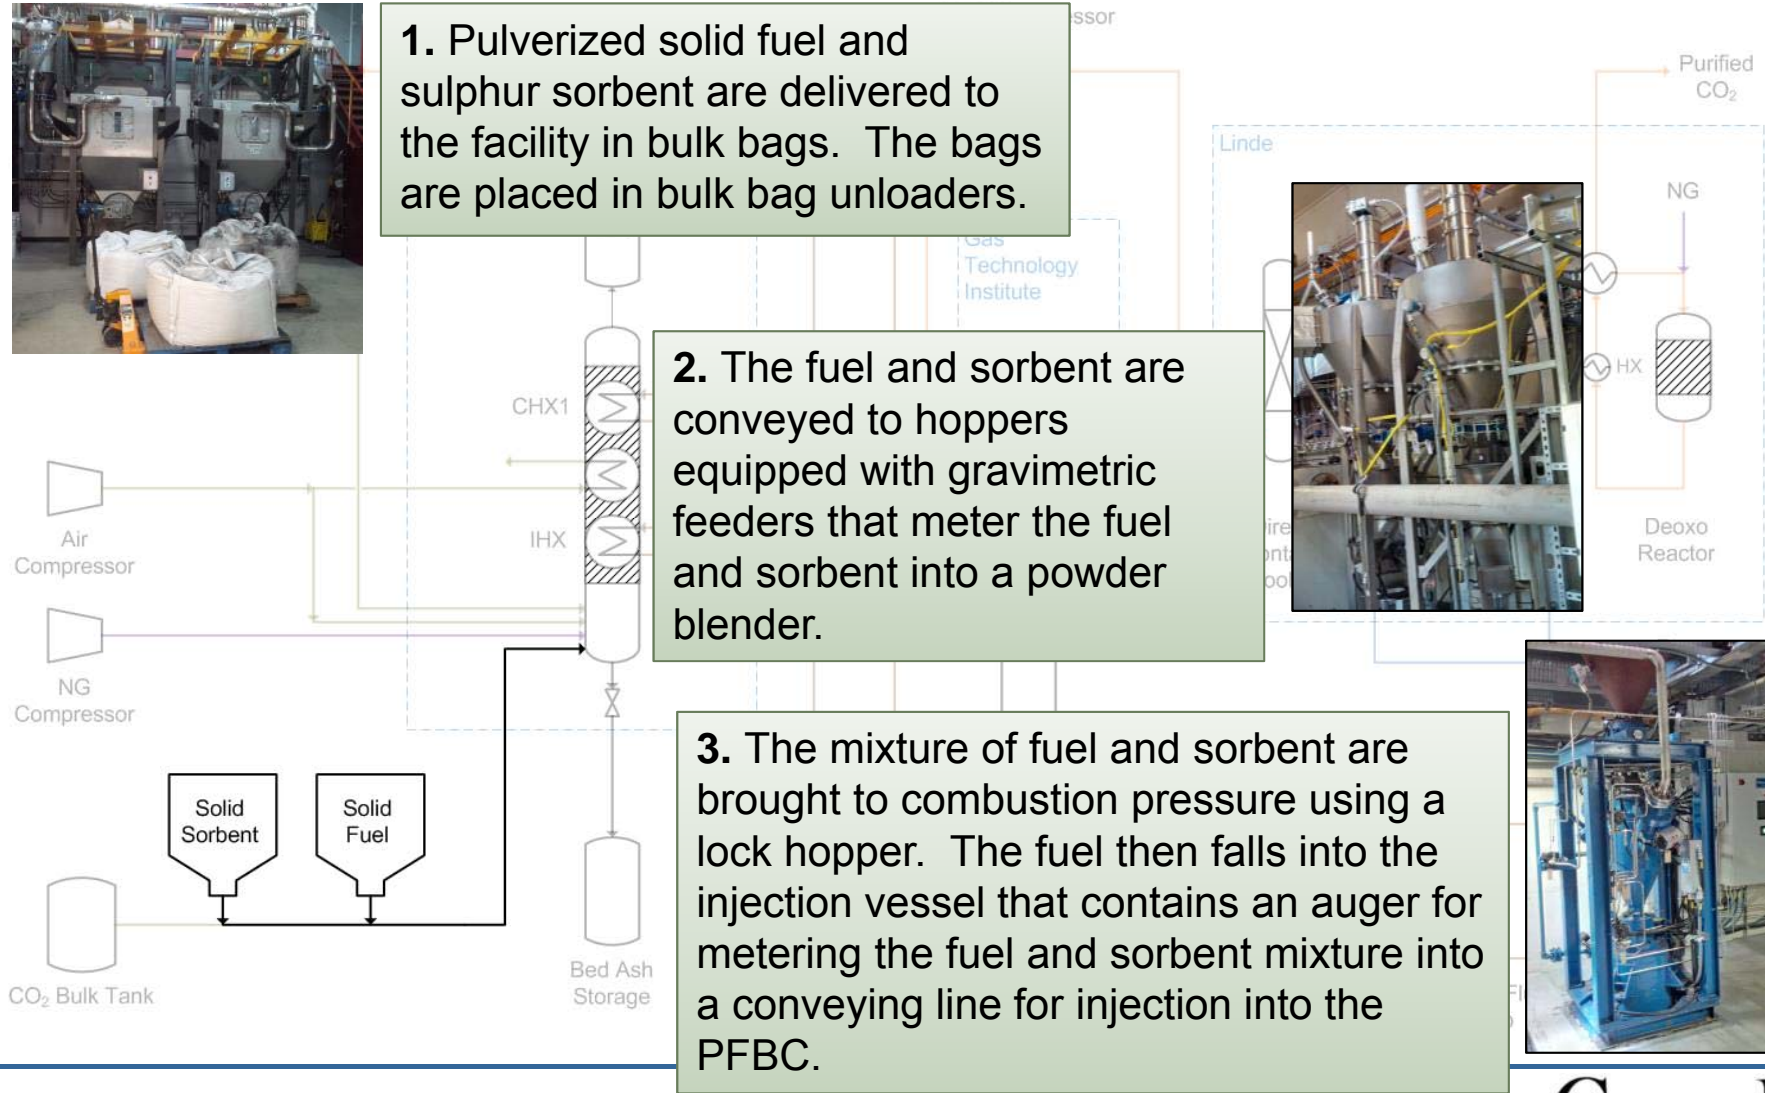 1. Pulverized solid fuel and
sulphur sorbent are delivered to
the facility in bulk bags.  The bags
are placed in bulk bag unloaders.
Purified
CO₂
Linde
NG
Gas
Technology
Institute
2. The fuel and sorbent are
conveyed to hoppers
equipped with gravimetric
feeders that meter the fuel
and sorbent into a powder
blender.
CHX1
HX
IHX
Air
Compressor
Deoxo
Reactor
NG
Compressor
3. The mixture of fuel and sorbent are
brought to combustion pressure using a
lock hopper.  The fuel then falls into the
injection vessel that contains an auger for
metering the fuel and sorbent mixture into
a conveying line for injection into the
PFBC.
Solid
Sorbent
Solid
Fuel
CO₂ Bulk Tank
Bed Ash
Storage